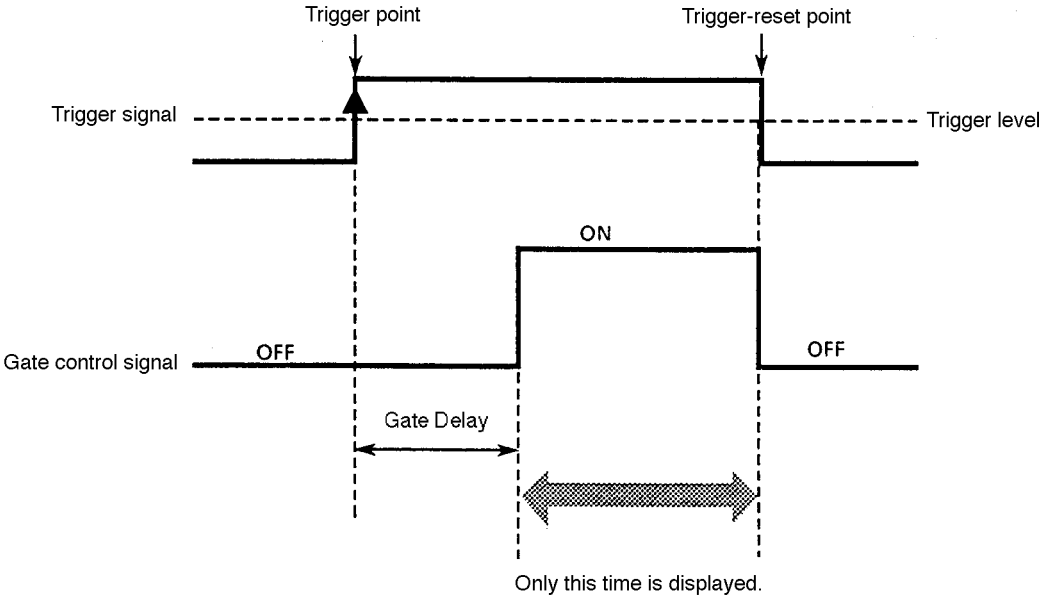 Trigger point
Trigger-reset point
Trigger signal
Trigger level
ON
Gate control signal
OFF
OFF
Gate Delay
Only this time is displayed.